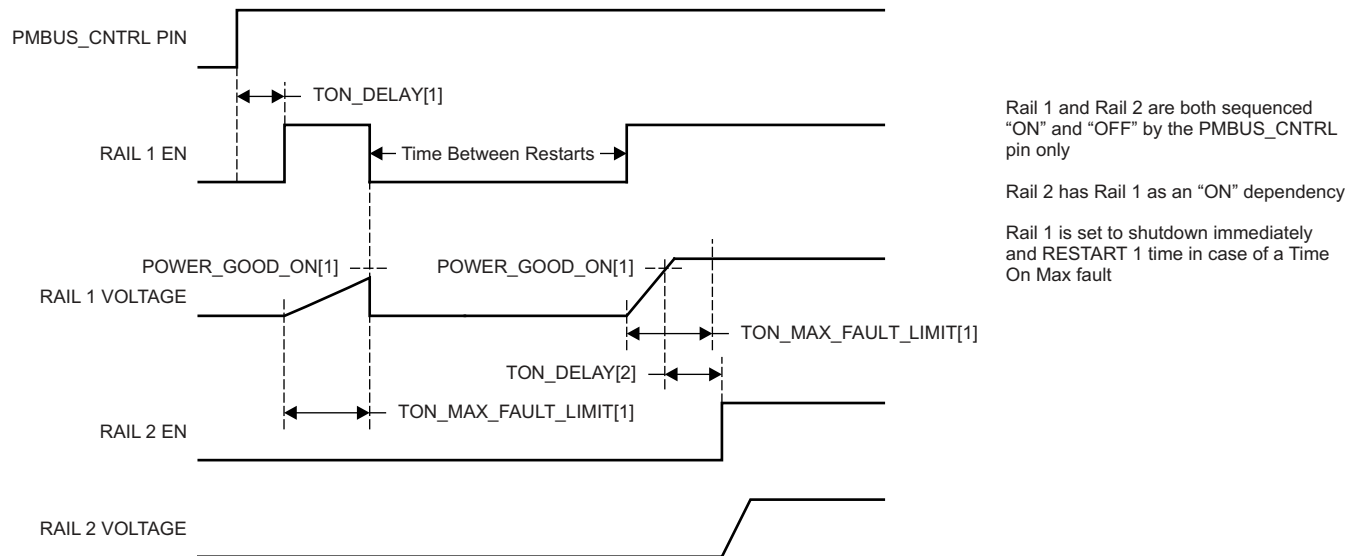 PMBUS_CNTRL PIN
TON_DELAY[1]
RAIL 1 EN
Time Between Restarts
POWER_GOOD_ON[1]
POWER_GOOD_ON[1]
RAIL 1 VOLTAGE
TON_MAX_FAULT_LIMIT[1]
TON_DELAY[2]
TON_MAX_FAULT_LIMIT[1]
RAIL 2 EN
RAIL 2 VOLTAGE
Rail 1 and Rail 2 are both sequenced
“ON” and “OFF” by the PMBUS_CNTRL
pin only
Rail 2 has Rail 1 as an “ON” dependency
Rail 1 is set to shutdown immediately
and RESTART 1 time in case of a Time
On Max fault